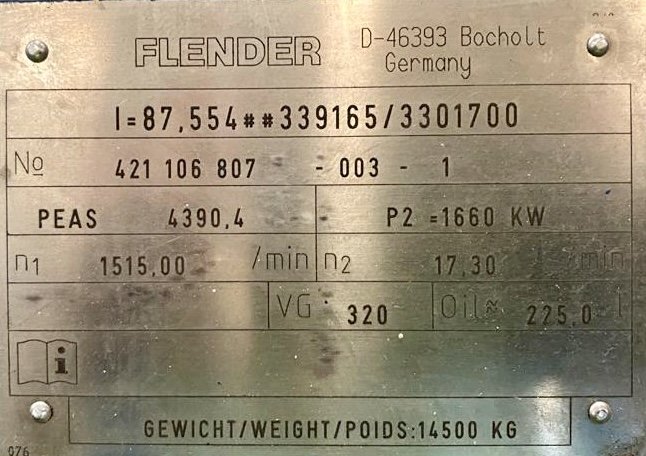 FLENDER D-46393 Bocholt
Germany
I=87,554##339165/3301700
No 421 106 807 - 003 - 1
PEAS 4390,4 P2 =1660 KW
n1 1515,00 /min n2 17,30 /min
VG 320 Oil≈ 225,0 l
i
GEWICHT/WEIGHT/POIDS:14500 KG
976